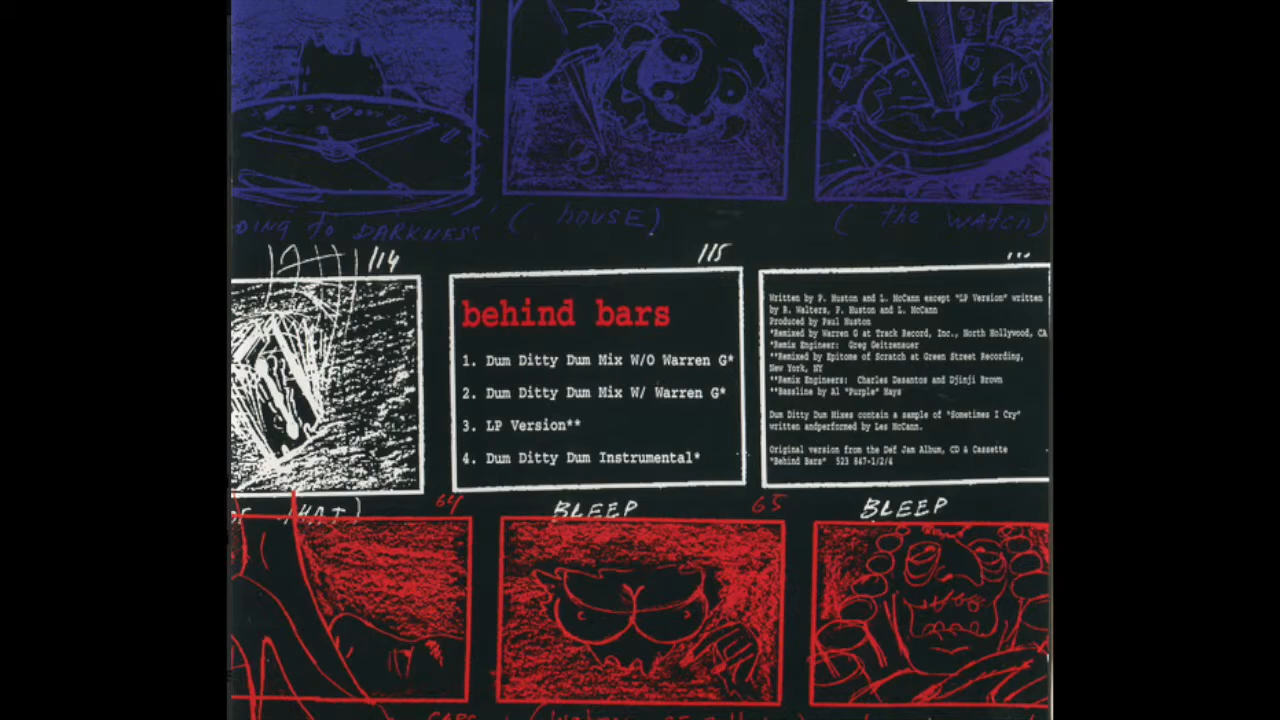 OING to DARKNESS
( house)
( the WATCH)
114
115
behind bars
1. Dum Ditty Dum Mix W/O Warren G*
2. Dum Ditty Dum Mix W/ Warren G*
3. LP Version**
4. Dum Ditty Dum Instrumental*
Written by P. Huston and L. McCann except "LP Version" written
by R. Walters, P. Huston and L. McCann
Produced by Paul Huston
*Remixed by Warren G at Track Record, Inc., North Hollywood, CA
*Remix Engineer: Greg Geitzenauer
**Remixed by Epitome of Scratch at Green Street Recording,
New York, NY
**Remix Engineers: Charles Dasantos and Djinji Brown
**Bassline by Al "Purple" Hays
Dum Ditty Dum Mixes contain a sample of "Sometimes I Cry"
written andperformed by Les McCann.
Original version from the Def Jam Album, CD & Cassette
"Behind Bars" 523 847-1/2/4
64
BLEEP
65
BLEEP